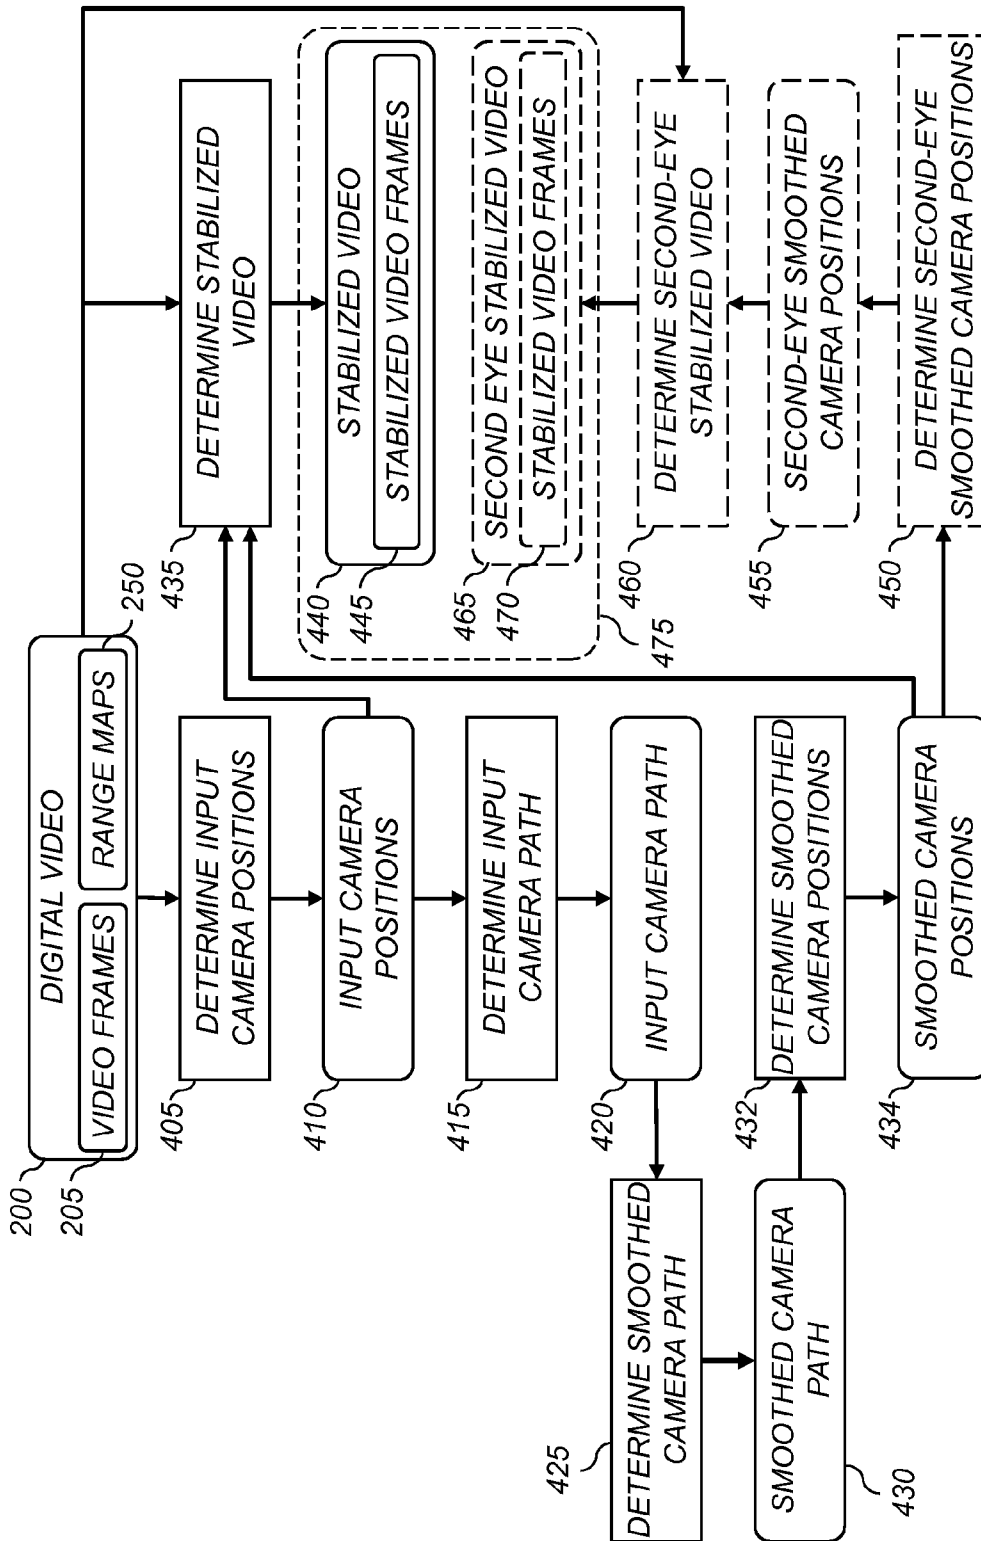 200
DIGITAL VIDEO
205
VIDEO FRAMES
RANGE MAPS
250
405
DETERMINE INPUT
CAMERA POSITIONS
410
INPUT CAMERA
POSITIONS
415
DETERMINE INPUT
CAMERA PATH
420
INPUT CAMERA PATH
425
DETERMINE SMOOTHED
CAMERA PATH
430
SMOOTHED CAMERA
PATH
432
DETERMINE SMOOTHED
CAMERA POSITIONS
434
SMOOTHED CAMERA
POSITIONS
435
DETERMINE STABILIZED
VIDEO
440
STABILIZED VIDEO
445
STABILIZED VIDEO FRAMES
465
SECOND EYE STABILIZED VIDEO
470
STABILIZED VIDEO FRAMES
475
460
DETERMINE SECOND-EYE
STABILIZED VIDEO
455
SECOND-EYE SMOOTHED
CAMERA POSITIONS
450
DETERMINE SECOND-EYE
SMOOTHED CAMERA POSITIONS